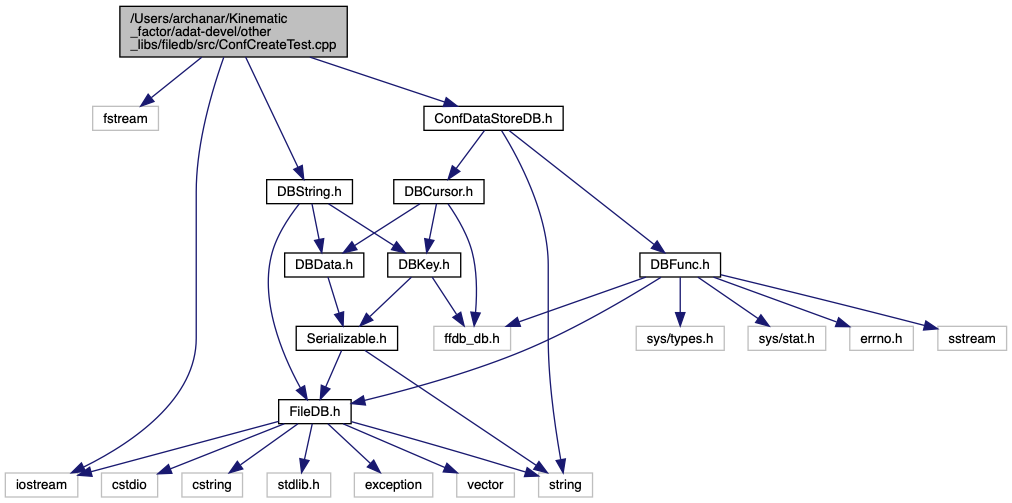 /Users/archanar/Kinematic
_factor/adat-devel/other
_libs/filedb/src/ConfCreateTest.cpp
fstream
ConfDataStoreDB.h
DBString.h
DBCursor.h
DBData.h
DBKey.h
DBFunc.h
Serializable.h
ffdb_db.h
sys/types.h
sys/stat.h
errno.h
sstream
FileDB.h
iostream
cstdio
cstring
stdlib.h
exception
vector
string